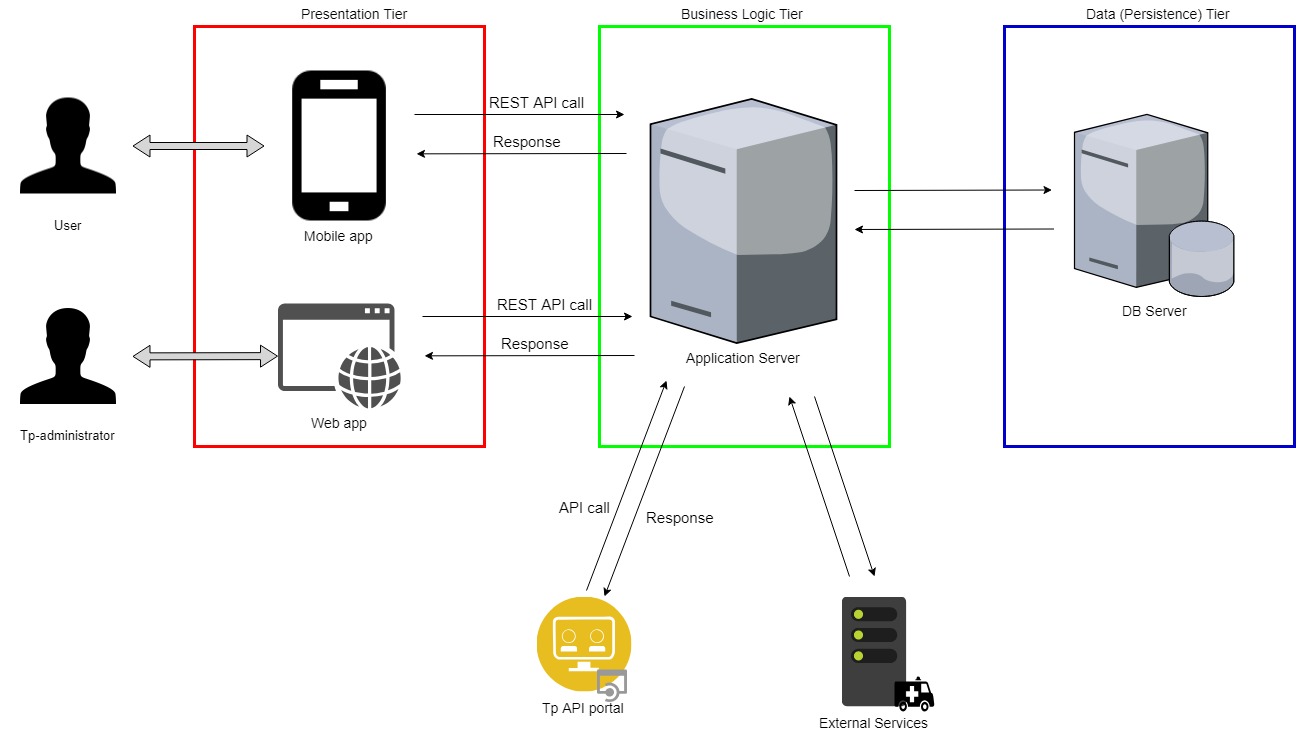 Presentation Tier
Business Logic Tier
Data (Persistence) Tier
REST API call
Response
User
Mobile app
REST API call
Response
DB Server
Application Server
Web app
Tp-administrator
API call
Response
Tp API portal
External Services